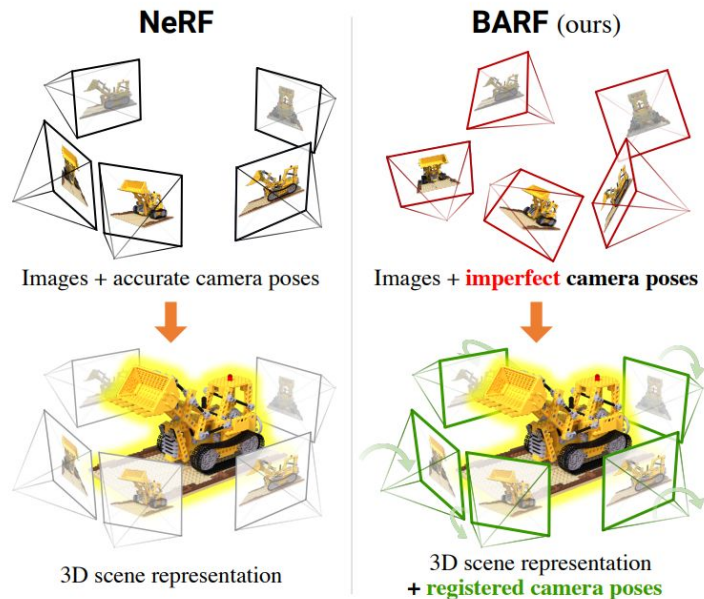 NeRF
Images + accurate camera poses
3D scene representation
BARF (ours)
Images + imperfect camera poses
3D scene representation
+ registered camera poses